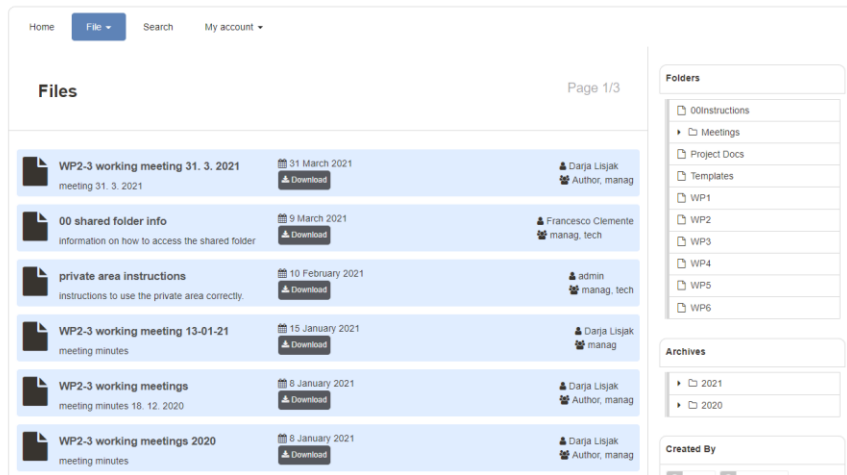 Home File Search My account
Files
Page 1/3
WP2-3 working meeting 31. 3. 2021
meeting 31. 3. 2021
31 March 2021
Download
Darja Lisjak
Author, manag
00 shared folder info
information on how to access the shared folder
9 March 2021
Download
Francesco Clemente
manag, tech
private area instructions
instructions to use the private area correctly.
10 February 2021
Download
admin
manag, tech
WP2-3 working meeting 13-01-21
meeting minutes
15 January 2021
Download
Darja Lisjak
manag
WP2-3 working meetings
meeting minutes 18. 12. 2020
8 January 2021
Download
Darja Lisjak
Author, manag
WP2-3 working meetings 2020
meeting minutes
8 January 2021
Download
Darja Lisjak
Author, manag
Folders
00Instructions
Meetings
Project Docs
Templates
WP1
WP2
WP3
WP4
WP5
WP6
Archives
2021
2020
Created By